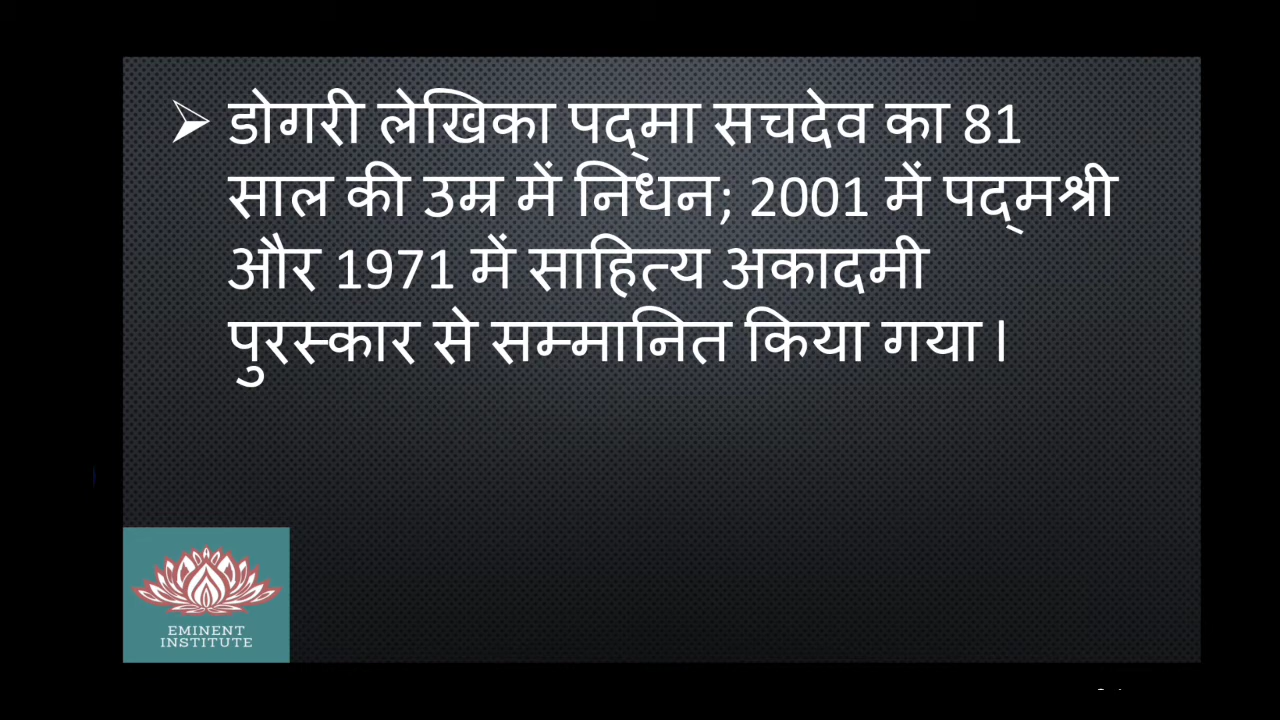 ➢ डोगरी लेखिका पद्मा सचदेव का 81
साल की उम्र में निधन; 2001 में पद्मश्री
और 1971 में साहित्य अकादमी
पुरस्कार से सम्मानित किया गया।
EMINENT
INSTITUTE